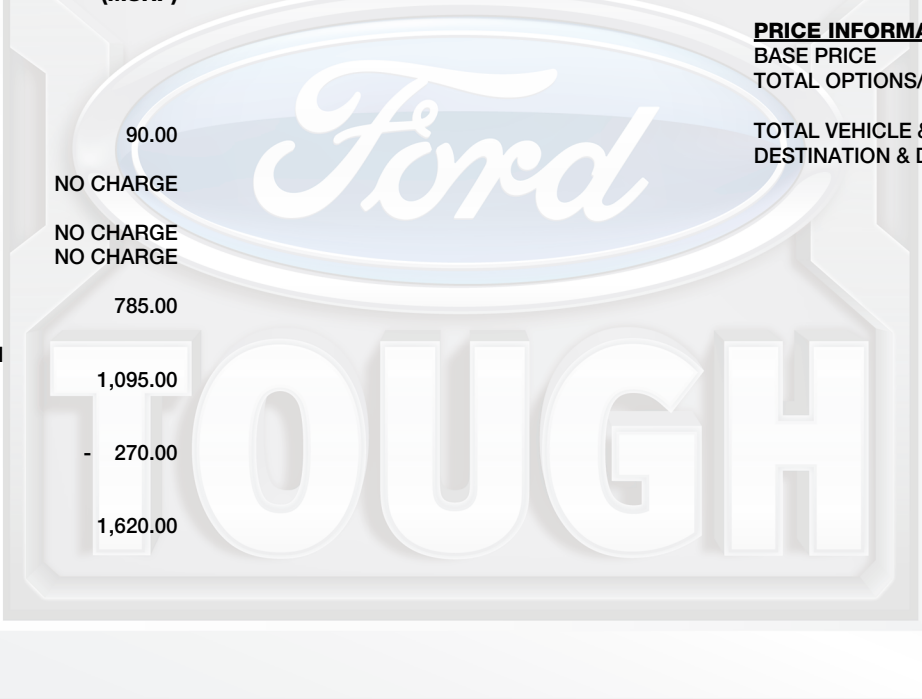 PRICE INFORMA
BASE PRICE
TOTAL OPTIONS/
TOTAL VEHICLE &
DESTINATION & D
90.00
NO CHARGE
NO CHARGE
NO CHARGE
785.00
1,095.00
- 270.00
1,620.00
Ford
TOUGH